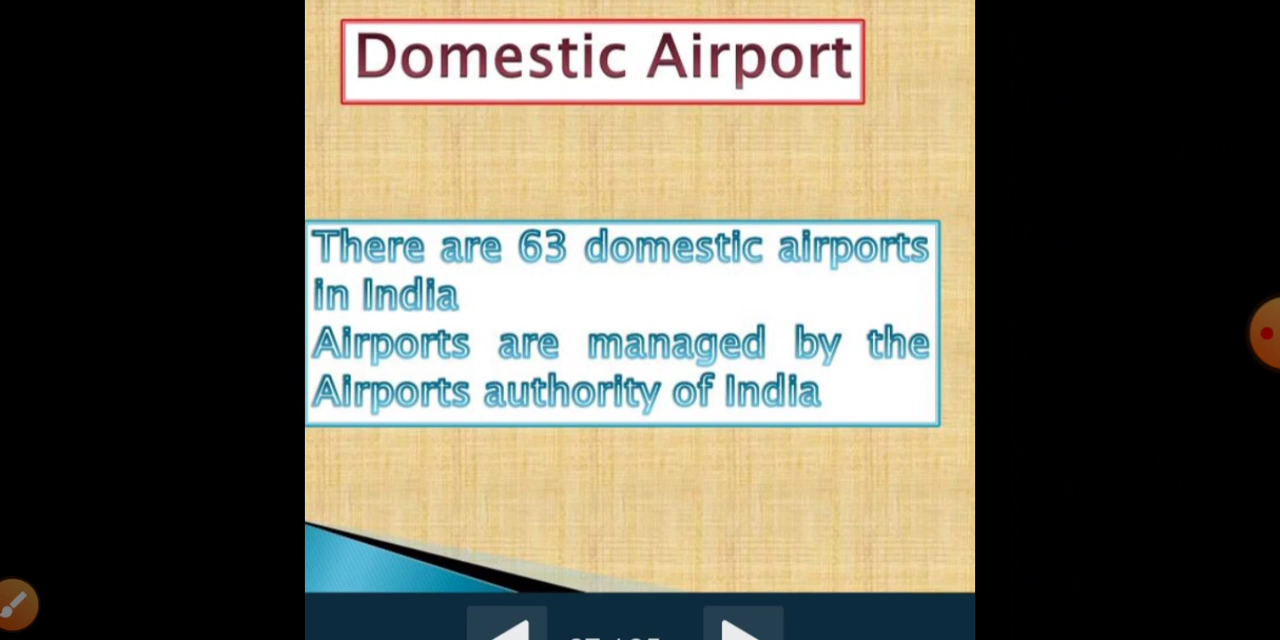 Domestic Airport
There are 63 domestic airports
in India
Airports are managed by the
Airports authority of India